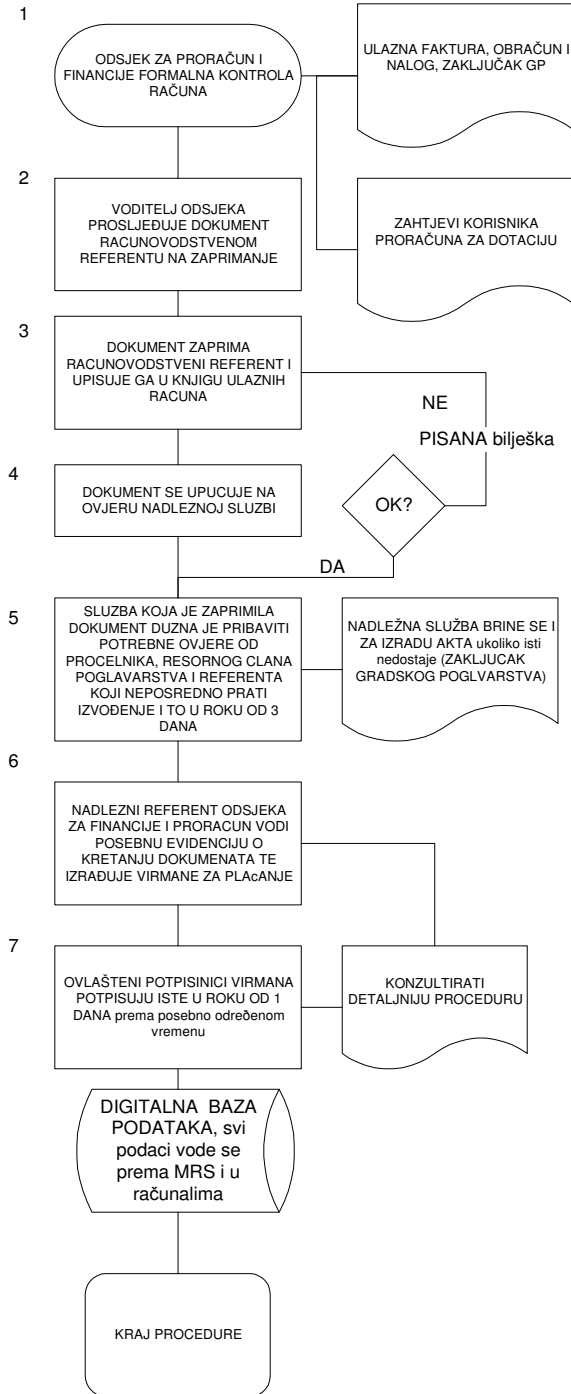 1
ODSJEK ZA PRORAČUN I
FINANCIJE FORMALNA KONTROLA
RAČUNA
ULAZNA FAKTURA, OBRAČUN I
NALOG, ZAKLJUČAK GP
2
VODITELJ ODSJEKA
PROSLJEĐUJE DOKUMENT
RACUNOVODSTVENOM
REFERENTU NA ZAPRIMANJE
ZAHTJEVI KORISNIKA
PRORAČUNA ZA DOTACIJU
3
DOKUMENT ZAPRIMA
RACUNOVODSTVENI REFERENT I
UPISUJE GA U KNJIGU ULAZNIH
RACUNA
NE
PISANA bilješka
4
DOKUMENT SE UPUCUJE NA
OVJERU NADLEZNOJ SLUZBI
OK?
DA
5
SLUZBA KOJA JE ZAPRIMILA
DOKUMENT DUZNA JE PRIBAVITI
POTREBNE OVJERE OD
PROCELNIKA, RESORNOG CLANA
POGLAVARSTVA I REFERENTA
KOJI NEPOSREDNO PRATI
IZVOĐENJE I TO U ROKU OD 3
DANA
NADLEŽNA SLUŽBA BRINE SE I
ZA IZRADU AKTA ukoliko isti
nedostaje (ZAKLJUCAK
GRADSKOG POGLVARSTVA)
6
NADLEZNI REFERENT ODSJEKA
ZA FINANCIJE I PRORACUN VODI
POSEBNU EVIDENCIJU O
KRETANJU DOKUMENATA TE
IZRAĐUJE VIRMANE ZA PLAcANJE
7
OVLAŠTENI POTPISINICI VIRMANA
POTPISUJU ISTE U ROKU OD 1
DANA prema posebno određenom
vremenu
KONZULTIRATI
DETALJNIJU PROCEDURU
DIGITALNA BAZA
PODATAKA, svi
podaci vode se
prema MRS i u
računalima
KRAJ PROCEDURE